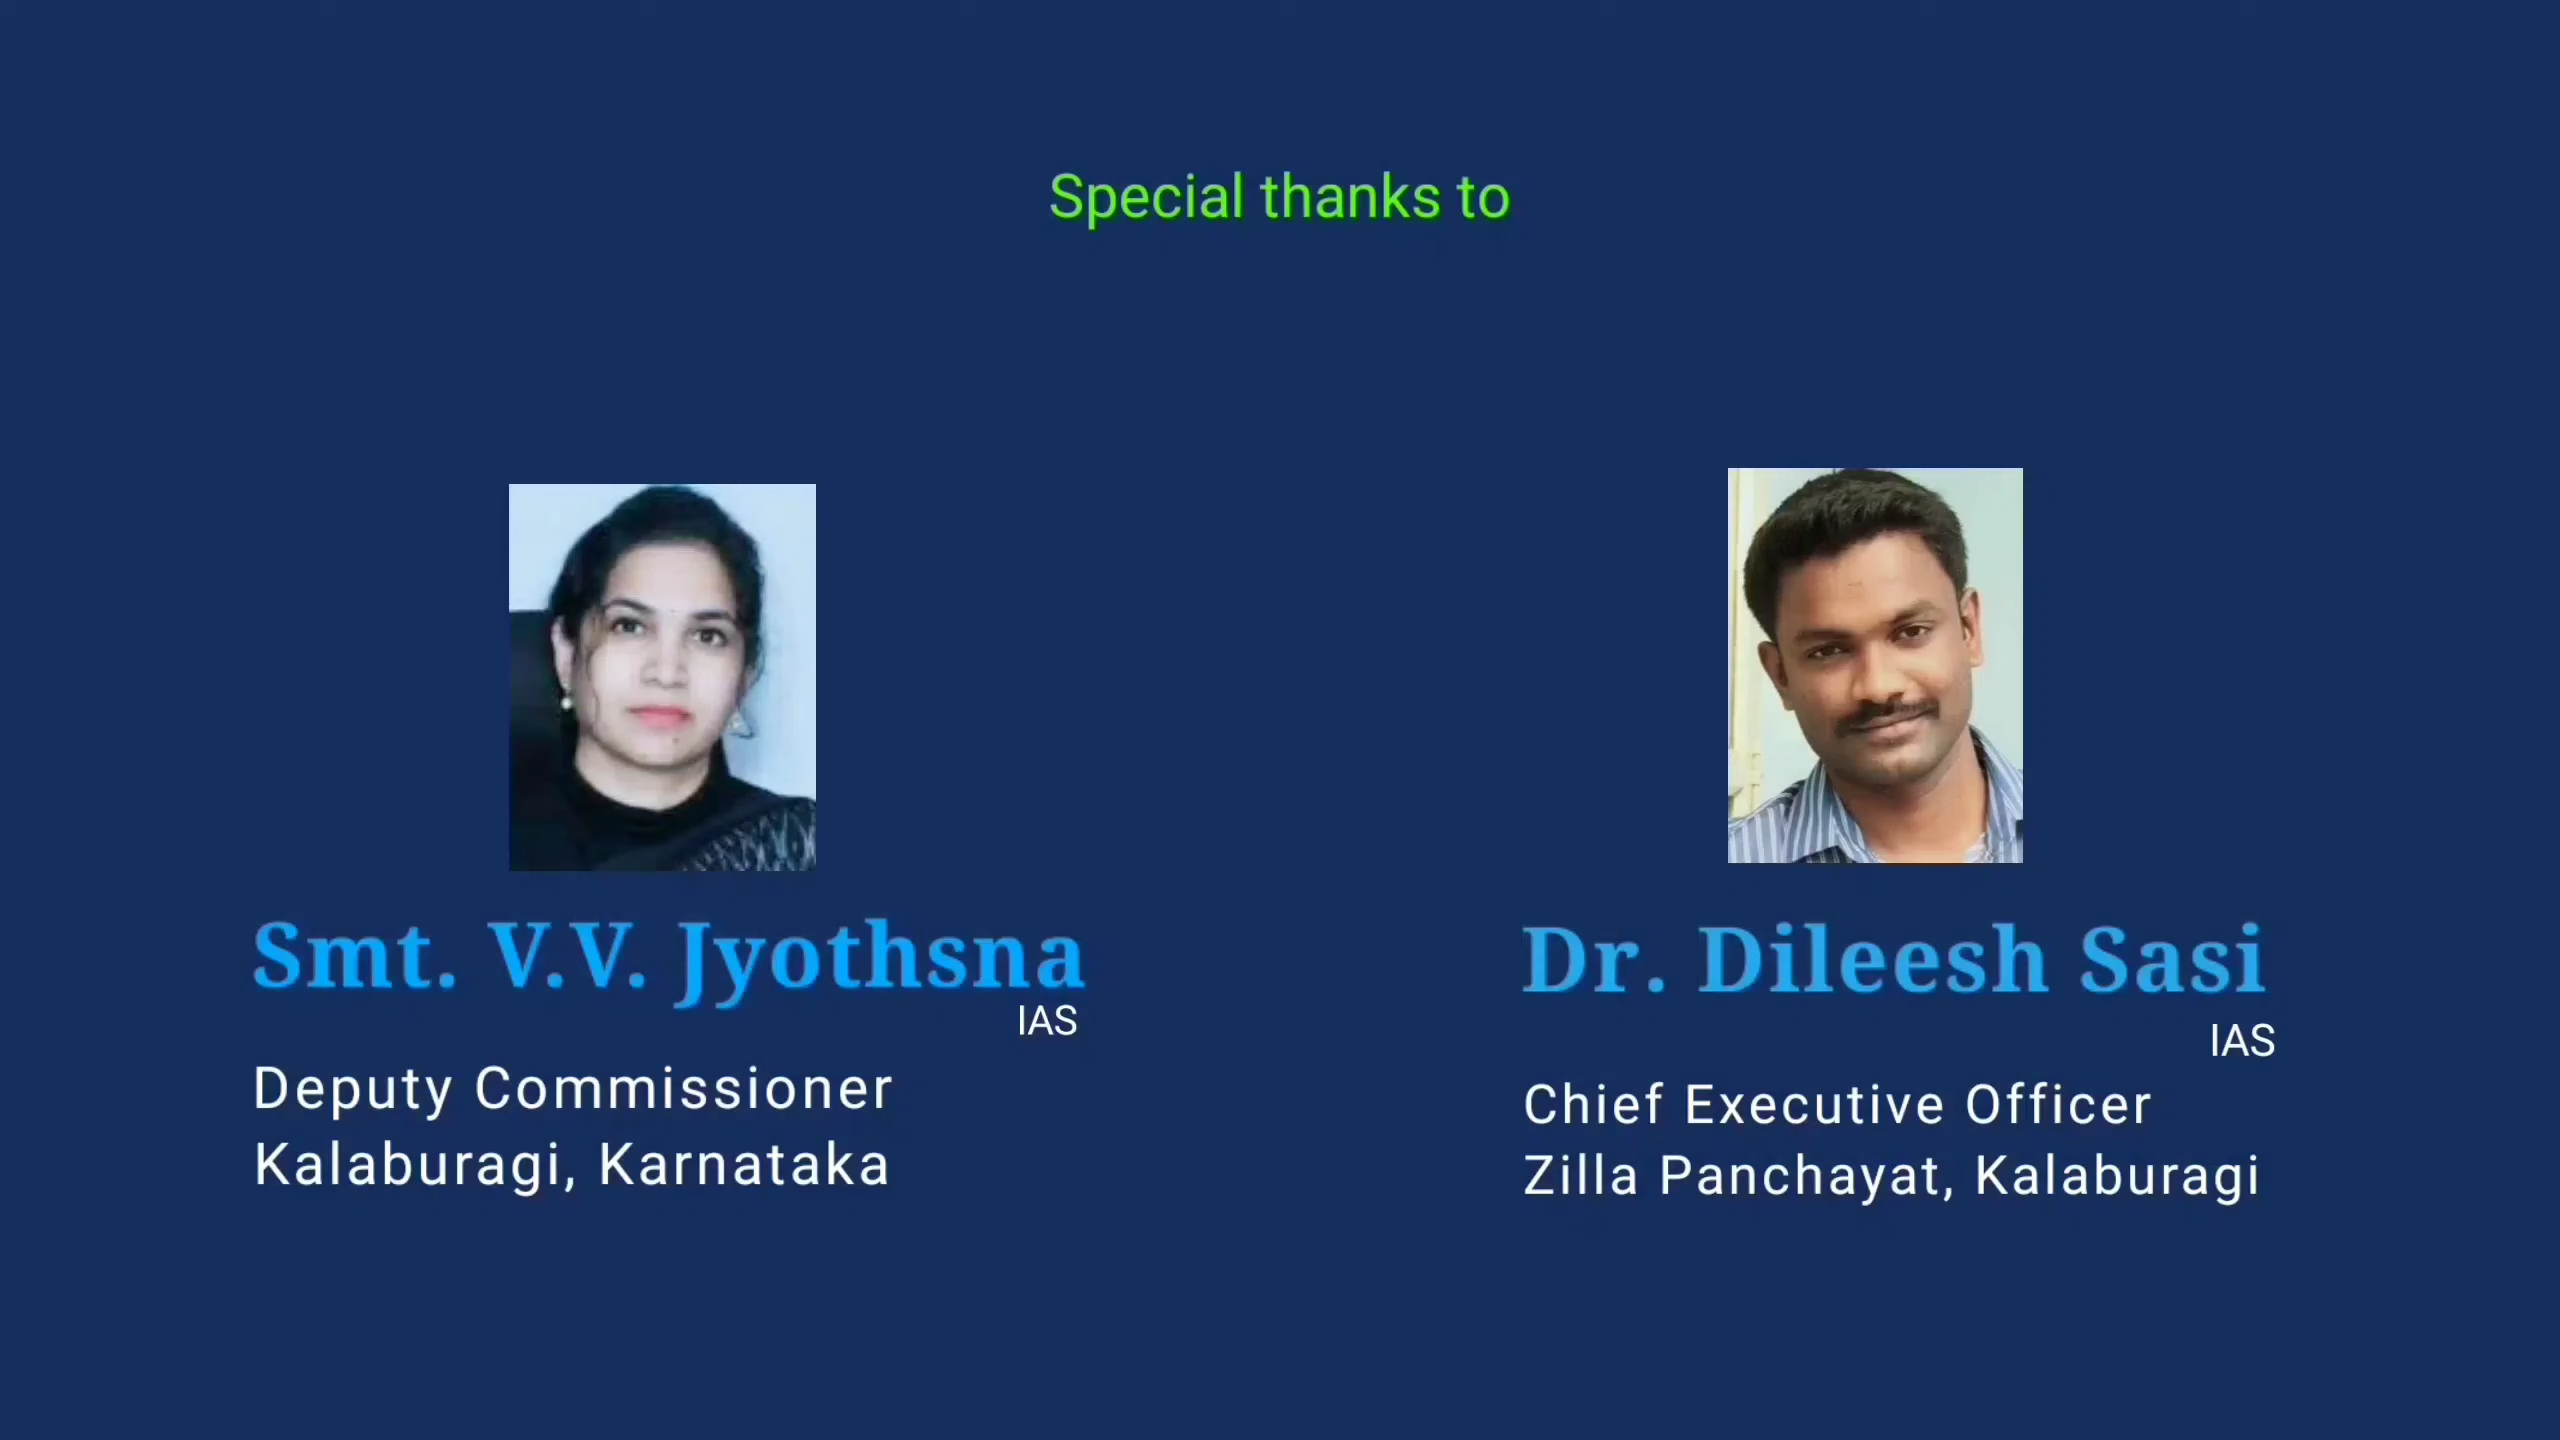 Special thanks to
Smt. V.V. Jyothsna
IAS
Deputy Commissioner
Kalaburagi, Karnataka
Dr. Dileesh Sasi
IAS
Chief Executive Officer
Zilla Panchayat, Kalaburagi